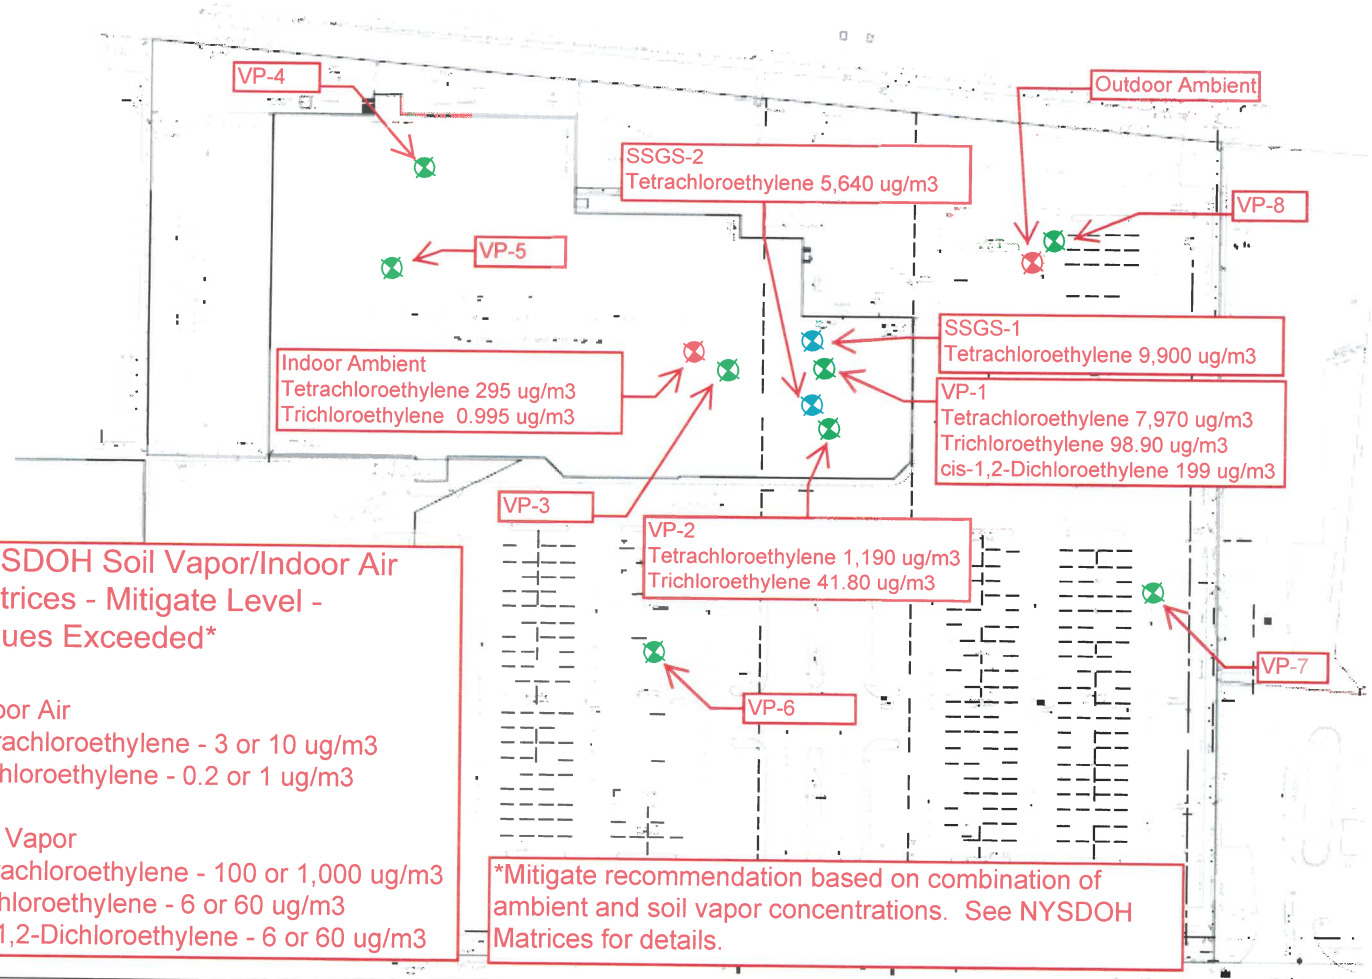 VP-4
Outdoor Ambient
SSGS-2
Tetrachloroethylene 5,640 ug/m3
VP-8
VP-5
SSGS-1
Tetrachloroethylene 9,900 ug/m3
Indoor Ambient
Tetrachloroethylene 295 ug/m3
Trichloroethylene 0.995 ug/m3
VP-1
Tetrachloroethylene 7,970 ug/m3
Trichloroethylene 98.90 ug/m3
cis-1,2-Dichloroethylene 199 ug/m3
VP-3
VP-2
Tetrachloroethylene 1,190 ug/m3
Trichloroethylene 41.80 ug/m3
VP-7
VP-6
SDOH Soil Vapor/Indoor Air
trices - Mitigate Level -
ues Exceeded*
oor Air
rachloroethylene - 3 or 10 ug/m3
hloroethylene - 0.2 or 1 ug/m3
Vapor
rachloroethylene - 100 or 1,000 ug/m3
hloroethylene - 6 or 60 ug/m3
1,2-Dichloroethylene - 6 or 60 ug/m3
*Mitigate recommendation based on combination of
ambient and soil vapor concentrations. See NYSDOH
Matrices for details.